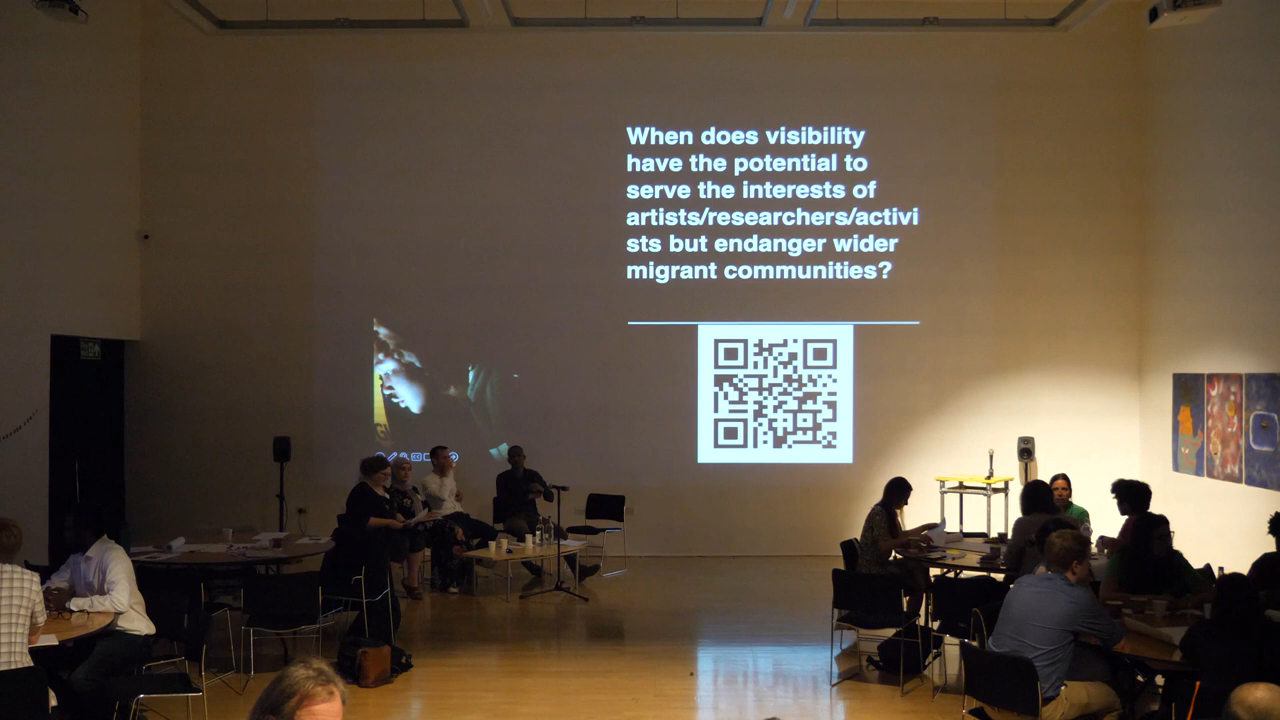 When does visibility
have the potential to
serve the interests of
artists/researchers/activi
sts but endanger wider
migrant communities?